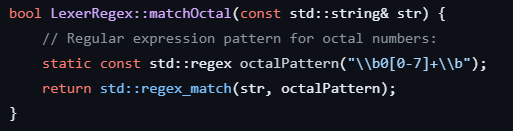 bool LexerRegex::matchOctal(const std::string& str) {
    // Regular expression pattern for octal numbers:
    static const std::regex octalPattern("\\b0[0-7]+\\b");
    return std::regex_match(str, octalPattern);
}